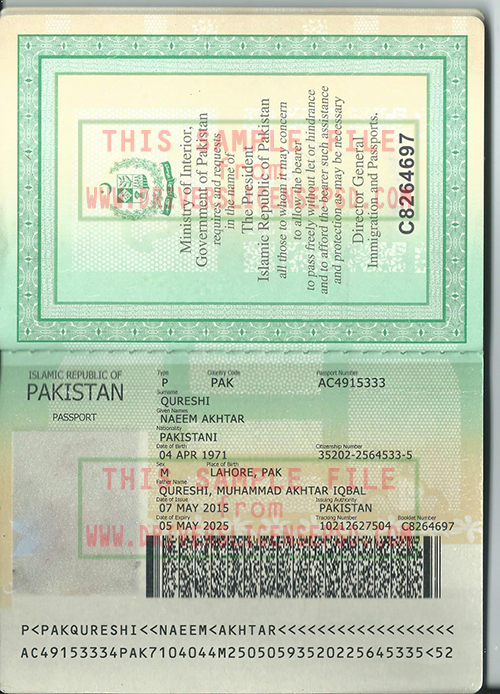 THIS SAMPLE FILE
from
Ministry of Interior,
Government of Pakistan
requires and requests
in the name of
The President
Islamic Republic of Pakistan
all those to whom it may concern
to allow the bearer
to pass freely without let or hindrance
and to afford the bearer such assistance
and protection as may be necessary
Director General
Immigration and Passports.
C8264697
ISLAMIC REPUBLIC OF
PAKISTAN
PASSPORT
Type Country Code Passport Number
P PAK AC4915333
Surname
QURESHI
Given Names
NAEEM AKHTAR
Nationality
PAKISTANI
Date of Birth Citizenship Number
04 APR 1971 35202-2564533-5
Sex Place of Birth
M LAHORE, PAK
Father Name
QURESHI, MUHAMMAD AKHTAR IQBAL
Date of Issue Issuing Authority
07 MAY 2015 PAKISTAN
Date of Expiry Tracking Number Booklet Number
05 MAY 2025 10212627504 C8264697
THIS SAMPLE FILE
from
P<PAKQURESHI<<NAEEM<AKHTAR<<<<<<<<<<<<<<<<<<
AC49153334PAK7104044M25050593520225645335<52